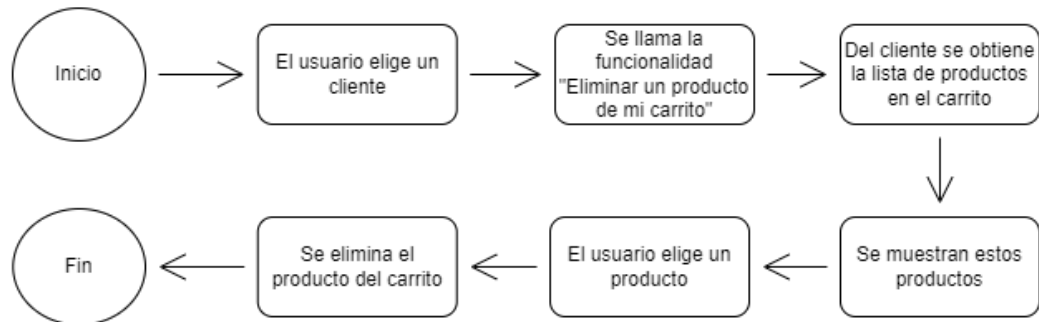 Inicio
El usuario elige un
cliente
Se llama la
funcionalidad
"Eliminar un producto
de mi carrito"
Del cliente se obtiene
la lista de productos
en el carrito
Se muestran estos
productos
El usuario elige un
producto
Se elimina el
producto del carrito
Fin